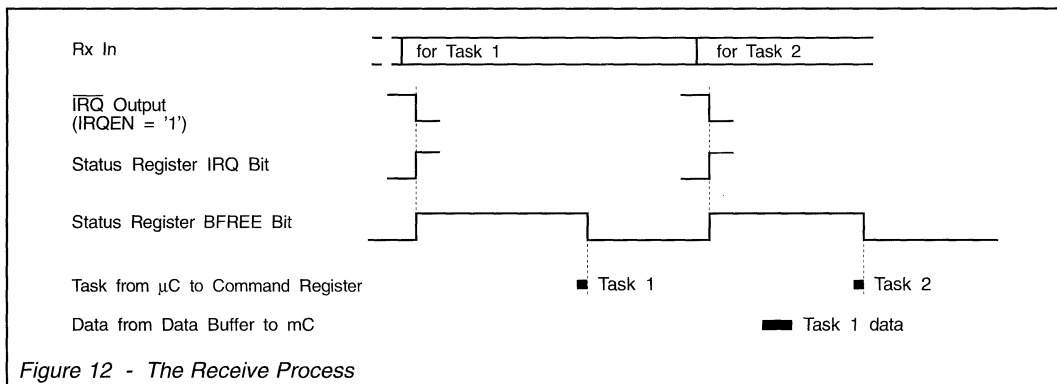 Rx In
for Task 1
for Task 2
IRQ Output
(IRQEN = '1')
Status Register IRQ Bit
Status Register BFREE Bit
Task from µC to Command Register
Task 1
Task 2
Data from Data Buffer to mC
Task 1 data
Figure 12 - The Receive Process